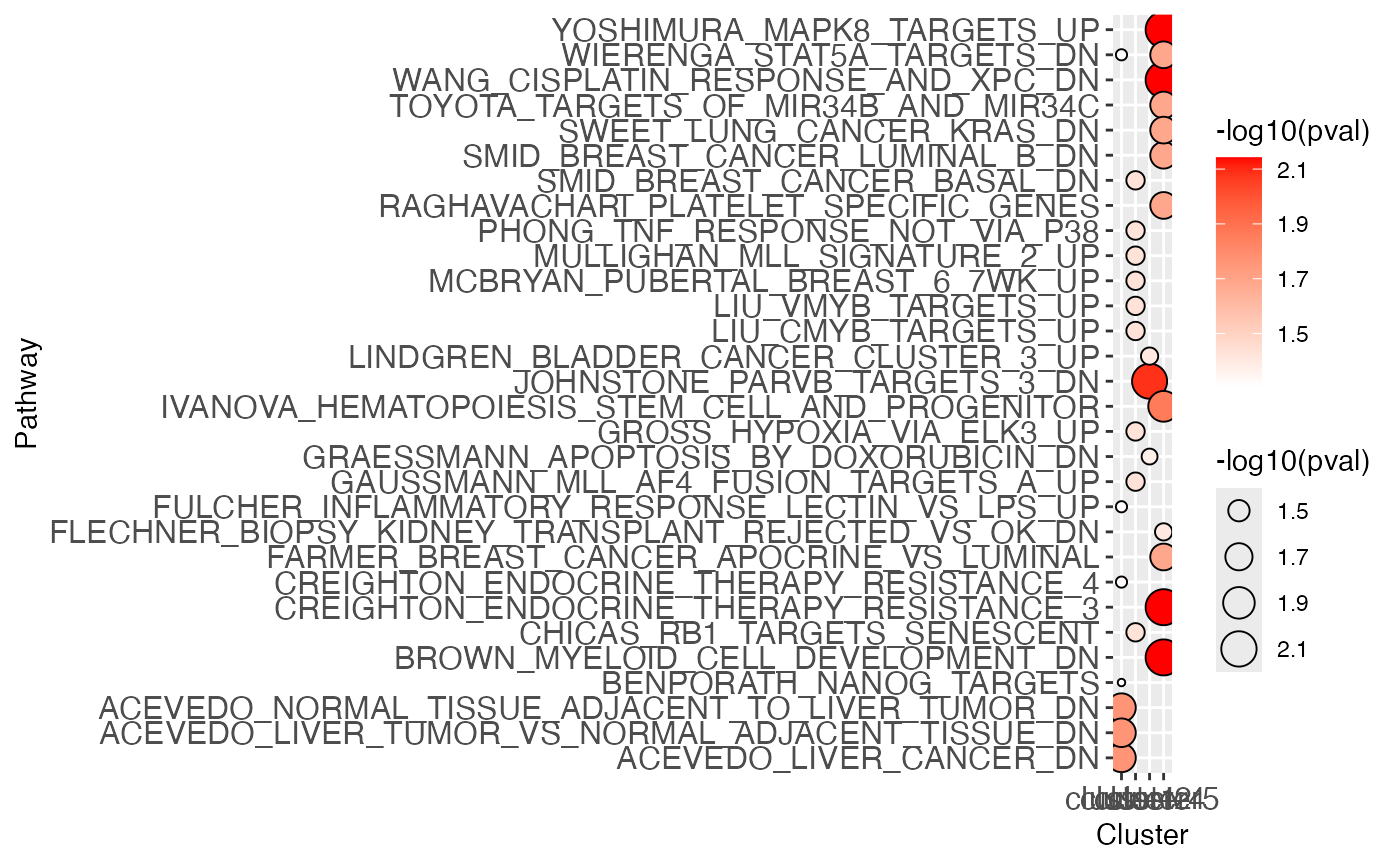 YOSHIMURA_MAPK8_TARGETS_UP
WIERENGA_STAT5A_TARGETS_DN
WANG_CISPLATIN_RESPONSE_AND_XPC_DN
TOYOTA_TARGETS_OF_MIR34B_AND_MIR34C
SWEET_LUNG_CANCER_KRAS_DN
SMID_BREAST_CANCER_LUMINAL_B_DN
SMID_BREAST_CANCER_BASAL_DN
RAGHAVACHARI_PLATELET_SPECIFIC_GENES
PHONG_TNF_RESPONSE_NOT_VIA_P38
MULLIGHAN_MLL_SIGNATURE_2_UP
MCBRYAN_PUBERTAL_BREAST_6_7WK_UP
LIU_VMYB_TARGETS_UP
LIU_CMYB_TARGETS_UP
LINDGREN_BLADDER_CANCER_CLUSTER_3_UP
JOHNSTONE_PARVB_TARGETS_3_DN
IVANOVA_HEMATOPOIESIS_STEM_CELL_AND_PROGENITOR
GROSS_HYPOXIA_VIA_ELK3_UP
GRAESSMANN_APOPTOSIS_BY_DOXORUBICIN_DN
GAUSSMANN_MLL_AF4_FUSION_TARGETS_A_UP
FULCHER_INFLAMMATORY_RESPONSE_LECTIN_VS_LPS_UP
FLECHNER_BIOPSY_KIDNEY_TRANSPLANT_REJECTED_VS_OK_DN
FARMER_BREAST_CANCER_APOCRINE_VS_LUMINAL
CREIGHTON_ENDOCRINE_THERAPY_RESISTANCE_4
CREIGHTON_ENDOCRINE_THERAPY_RESISTANCE_3
CHICAS_RB1_TARGETS_SENESCENT
BROWN_MYELOID_CELL_DEVELOPMENT_DN
BENPORATH_NANOG_TARGETS
ACEVEDO_NORMAL_TISSUE_ADJACENT_TO_LIVER_TUMOR_DN
ACEVEDO_LIVER_TUMOR_VS_NORMAL_ADJACENT_TISSUE_DN
ACEVEDO_LIVER_CANCER_DN
Pathway
Cluster
-log10(pval)
2.1
1.9
1.7
1.5
-log10(pval)
1.5
1.7
1.9
2.1